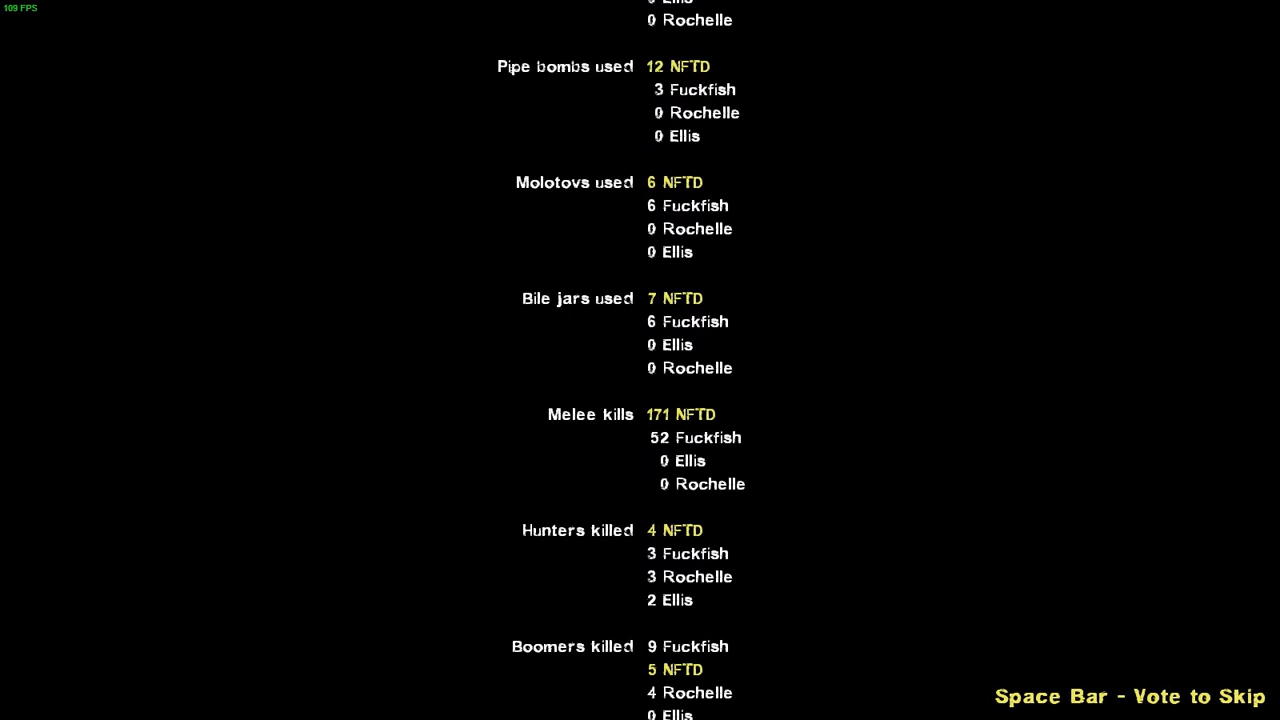 109 FPS
0 Ellis
0 Rochelle
Pipe bombs used 12 NFTD
3 Fuckfish
0 Rochelle
0 Ellis
Molotovs used 6 NFTD
6 Fuckfish
0 Rochelle
0 Ellis
Bile jars used 7 NFTD
6 Fuckfish
0 Ellis
0 Rochelle
Melee kills 171 NFTD
52 Fuckfish
0 Ellis
0 Rochelle
Hunters killed 4 NFTD
3 Fuckfish
3 Rochelle
2 Ellis
Boomers killed 9 Fuckfish
5 NFTD
4 Rochelle
0 Ellis
Space Bar - Vote to Skip